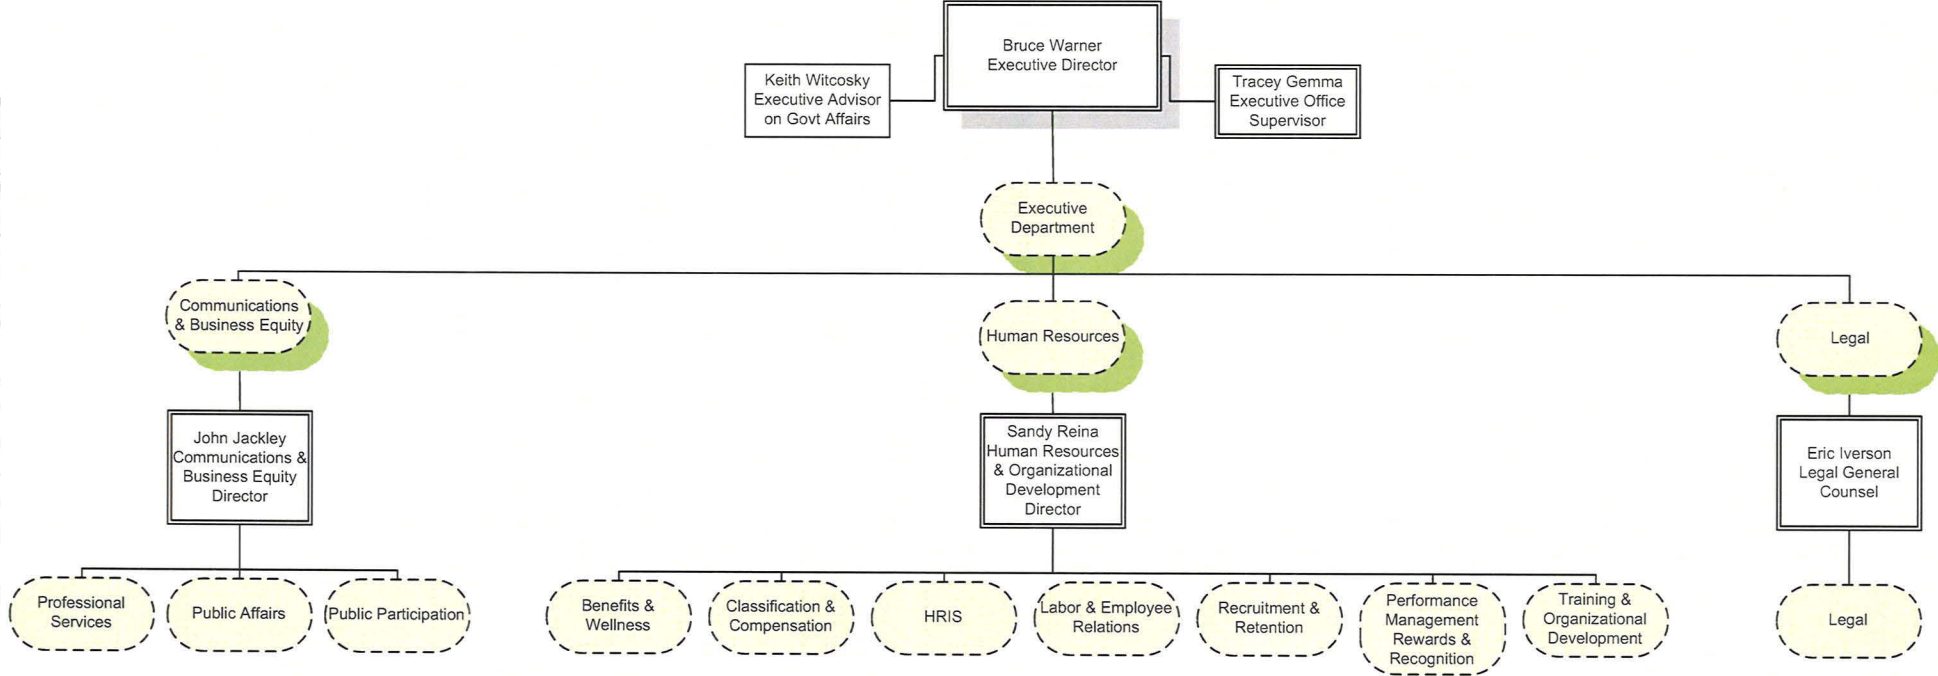 Bruce Warner
Executive Director
Keith Witcosky
Executive Advisor
on Govt Affairs
Tracey Gemma
Executive Office
Supervisor
Executive
Department
Communications
& Business Equity
Human Resources
Legal
John Jackley
Communications &
Business Equity
Director
Sandy Reina
Human Resources
& Organizational
Development
Director
Eric Iverson
Legal General
Counsel
Professional
Services
Public Affairs
Public Participation
Benefits &
Wellness
Classification &
Compensation
HRIS
Labor & Employee
Relations
Recruitment &
Retention
Performance
Management
Rewards &
Recognition
Training &
Organizational
Development
Legal